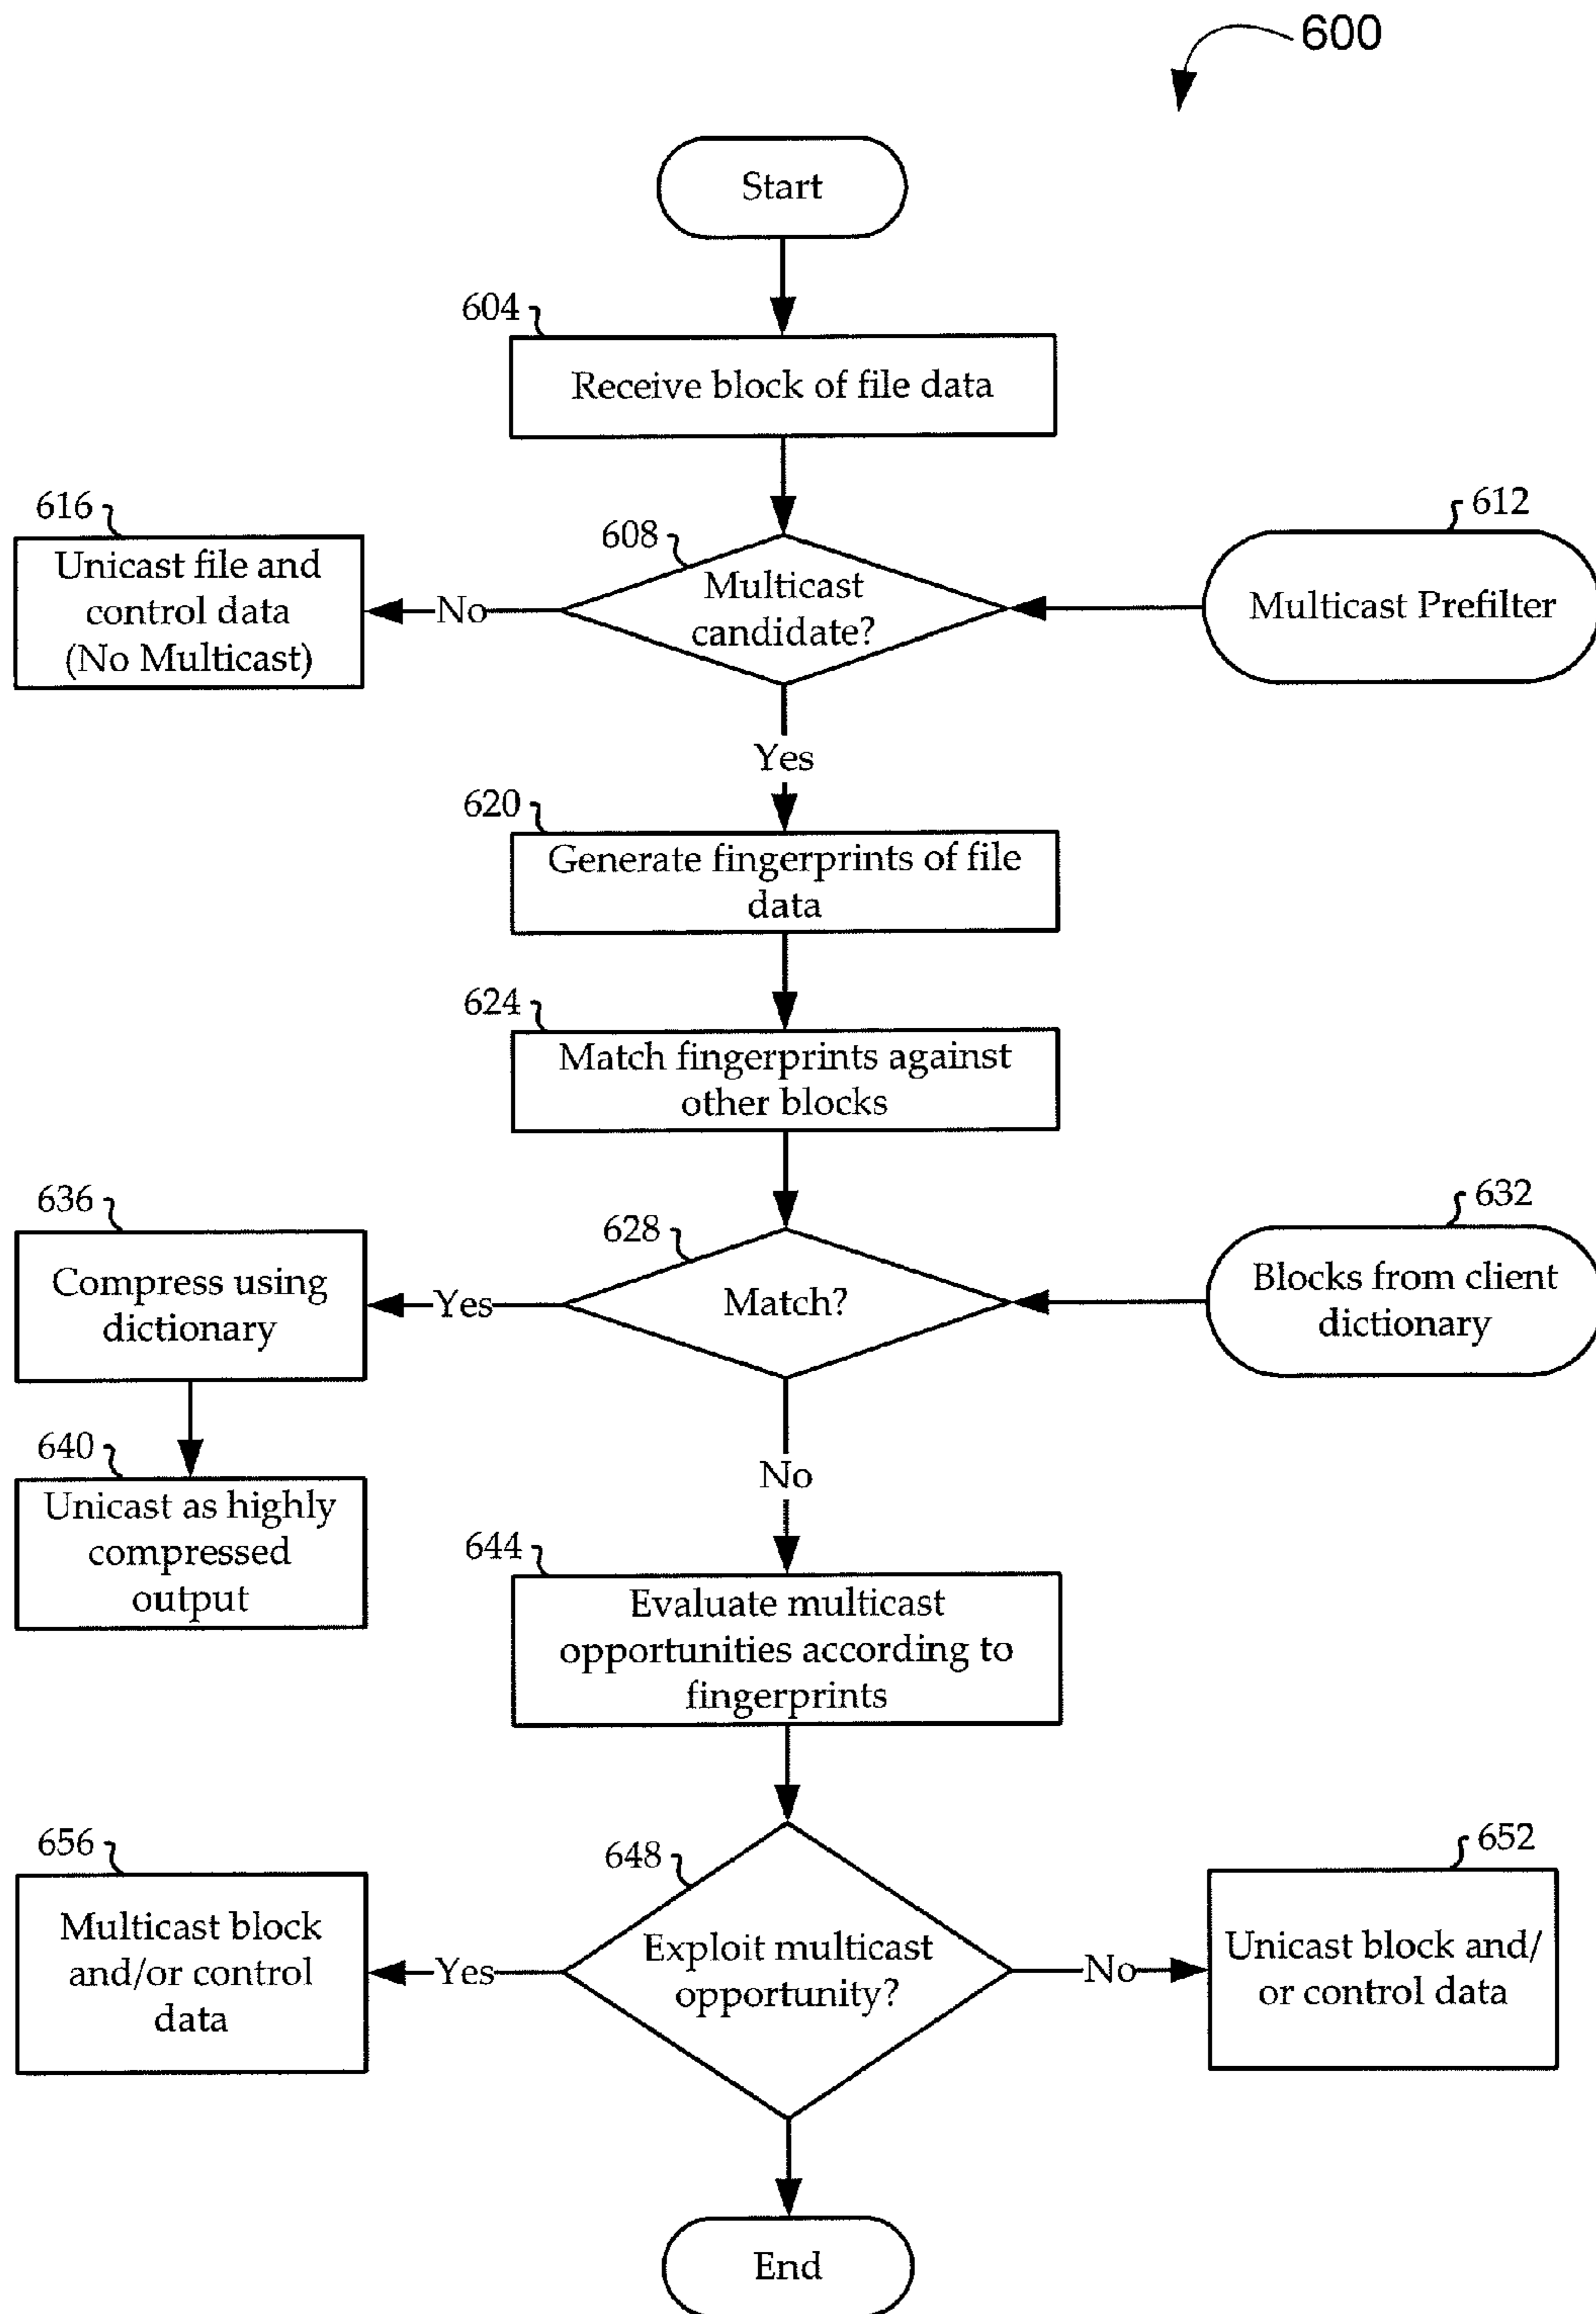 600
Start
604
Receive block of file data
616
Unicast file and
control data
(No Multicast)
No
608
Multicast
candidate?
612
Multicast Prefilter
Yes
620
Generate fingerprints of file
data
624
Match fingerprints against
other blocks
636
Compress using
dictionary
Yes
628
Match?
632
Blocks from client
dictionary
640
Unicast as highly
compressed
output
No
644
Evaluate multicast
opportunities according to
fingerprints
656
Multicast block
and/or control
data
Yes
648
Exploit multicast
opportunity?
No
652
Unicast block and/
or control data
End